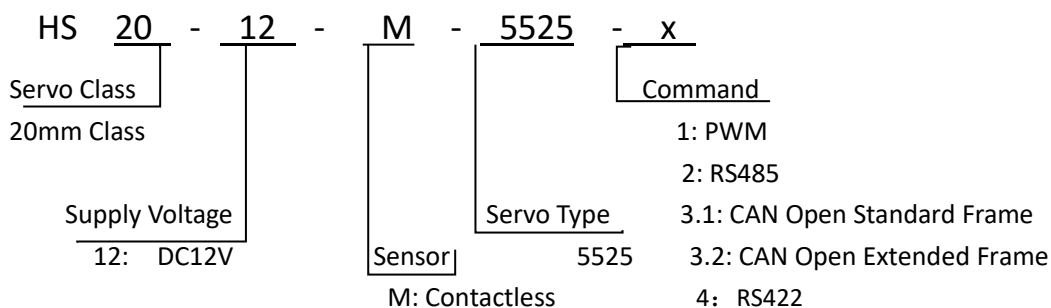 HS 20 - 12 - M - 5525 - x
Servo Class
Command
20mm Class
1: PWM
2: RS485
Supply Voltage
Servo Type
3.1: CAN Open Standard Frame
12: DC12V
Sensor
5525
3.2: CAN Open Extended Frame
M: Contactless
4： RS422